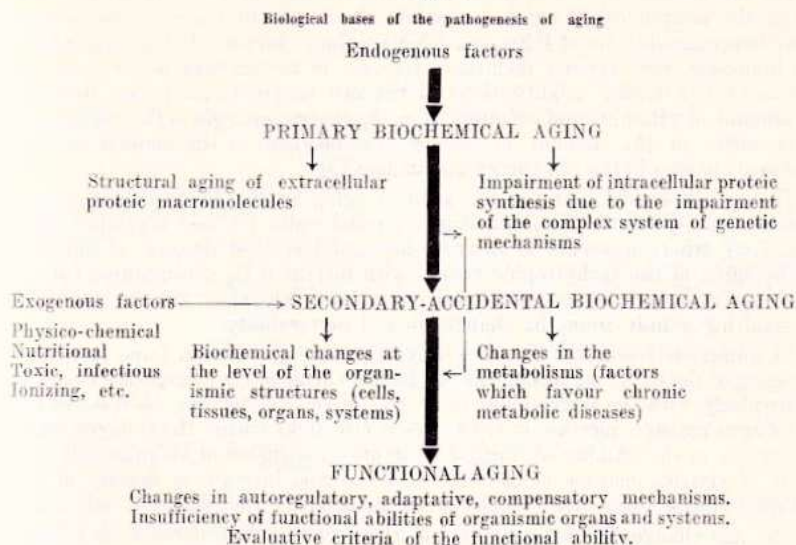 Biological bases of the pathogenesis of aging
Endogenous factors
PRIMARY BIOCHEMICAL AGING
Structural aging of extracellular
proteic macromolecules
Impairment of intracellular proteic
synthesis due to the impairment
of the complex system of genetic
mechanisms
Exogenous factors
SECONDARY-ACCIDENTAL BIOCHEMICAL AGING
Physico-chemical
Nutritional
Toxic, infectious
Ionizing, etc.
Biochemical changes at
the level of the organ-
ismic structures (cells,
tissues, organs, systems)
Changes in the
metabolisms (factors
which favour chronic
metabolic diseases)
FUNCTIONAL AGING
Changes in autoregulatory, adaptative, compensatory mechanisms.
Insufficiency of functional abilities of organismic organs and systems.
Evaluative criteria of the functional ability.